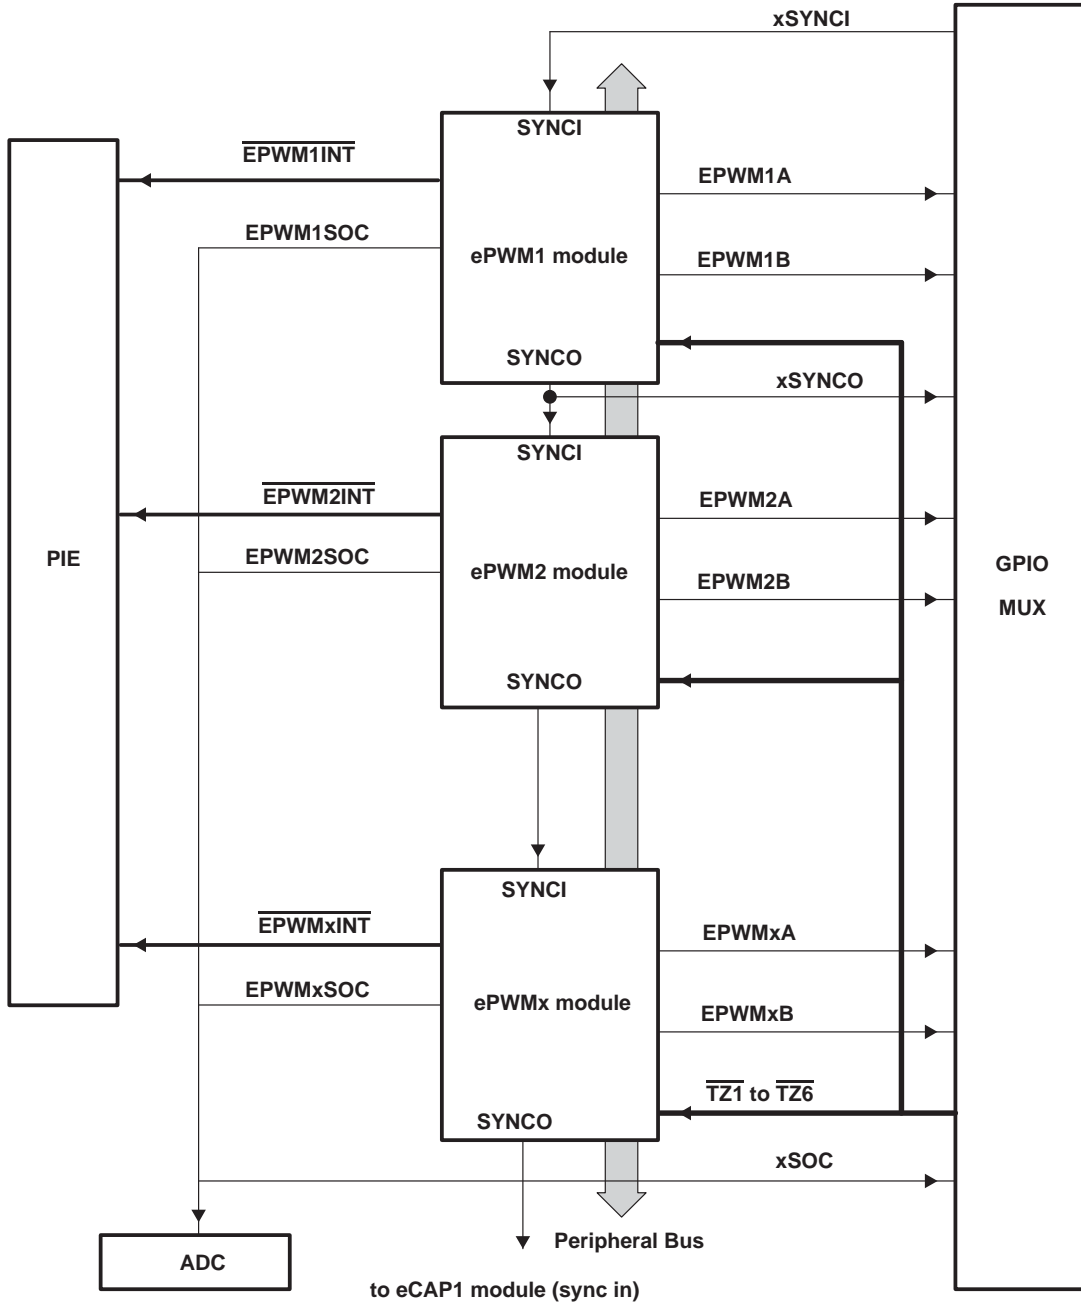 xSYNCI
SYNCI
EPWM1INT
EPWM1A
EPWM1SOC
ePWM1 module
EPWM1B
SYNCO
xSYNCO
SYNCI
EPWM2INT
EPWM2A
PIE
EPWM2SOC
ePWM2 module
EPWM2B
GPIO
MUX
SYNCO
SYNCI
EPWMxINT
EPWMxA
EPWMxSOC
ePWMx module
EPWMxB
TZ1 to TZ6
SYNCO
xSOC
Peripheral Bus
ADC
to eCAP1 module (sync in)